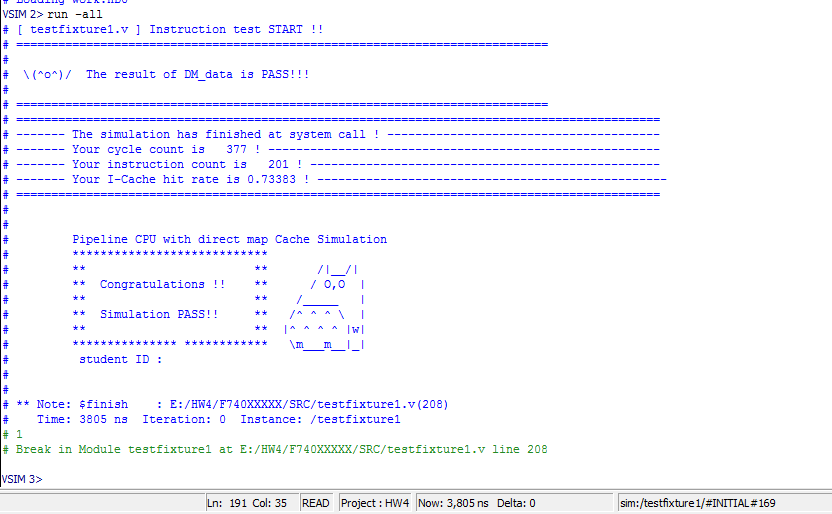 # Loading work.HDU
VSIM 2> run -all
# [ testfixture1.v ] Instruction test START !!
# ============================================================================
#
#  \(^o^)/  The result of DM_data is PASS!!!
#
# ============================================================================
# ============================================================================================
# ------- The simulation has finished at system call ! ---------------------------------------
# ------- Your cycle count is   377 ! --------------------------------------------------------
# ------- Your instruction count is   201 ! --------------------------------------------------
# ------- Your I-Cache hit rate is 0.73383 ! --------------------------------------------------
# ============================================================================================
#
#
#         Pipeline CPU with direct map Cache Simulation
#         ****************************
#         **                        **       /|__/|
#         **  Congratulations !!    **      / O,O  |
#         **                        **    /_____   |
#         **  Simulation PASS!!     **   /^ ^ ^ \  |
#         **                        **  |^ ^ ^ ^ |w|
#         *************** ************   \m___m__|_|
#          student ID :
#
#
# ** Note: $finish    : E:/HW4/F740XXXXX/SRC/testfixture1.v(208)
#    Time: 3805 ns  Iteration: 0  Instance: /testfixture1
# 1
# Break in Module testfixture1 at E:/HW4/F740XXXXX/SRC/testfixture1.v line 208
VSIM 3>
Ln: 191 Col: 35 READ Project : HW4 Now: 3,805 ns Delta: 0 sim:/testfixture1/#INITIAL#169